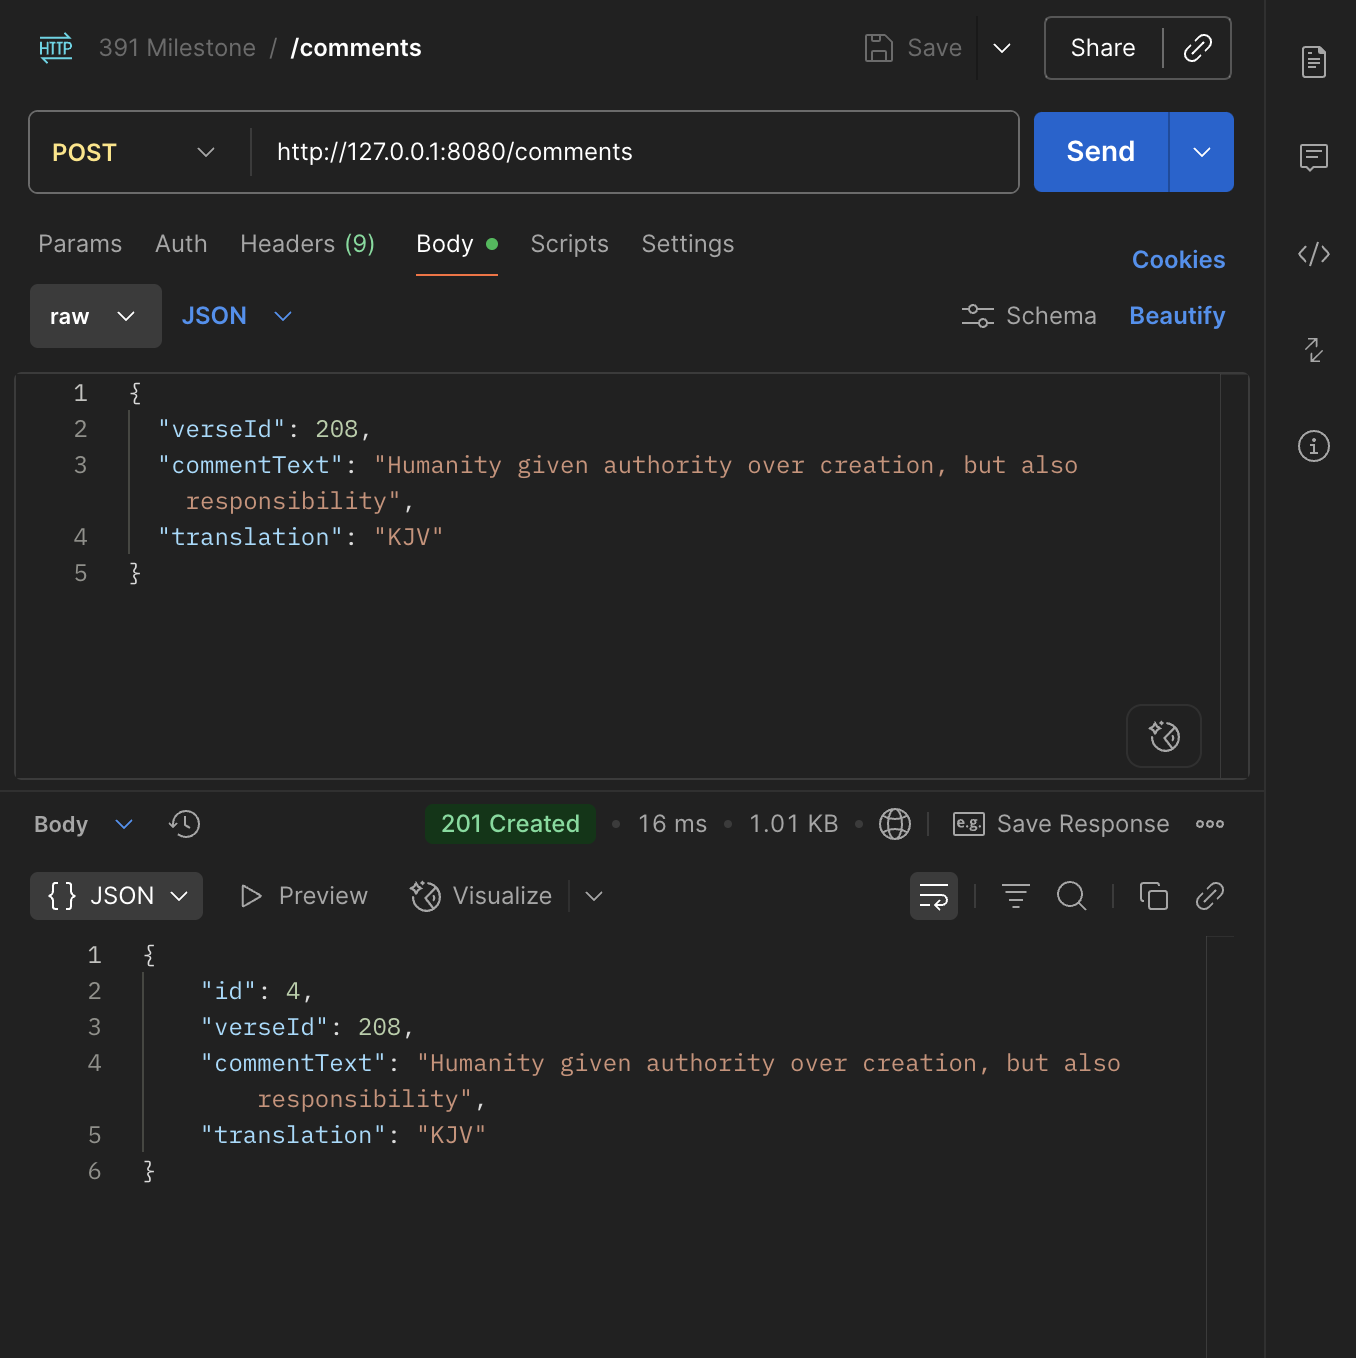 HTTP 391 Milestone / /comments Save Share
POST http://127.0.0.1:8080/comments Send
Params Auth Headers (9) Body Scripts Settings
Cookies
raw JSON Schema Beautify
1 {
2 "verseId": 208,
3 "commentText": "Humanity given authority over creation, but also
responsibility",
4 "translation": "KJV"
5 }
Body 201 Created 16 ms 1.01 KB e.g. Save Response
{} JSON Preview Visualize
1 {
2 "id": 4,
3 "verseId": 208,
4 "commentText": "Humanity given authority over creation, but also
responsibility",
5 "translation": "KJV"
6 }